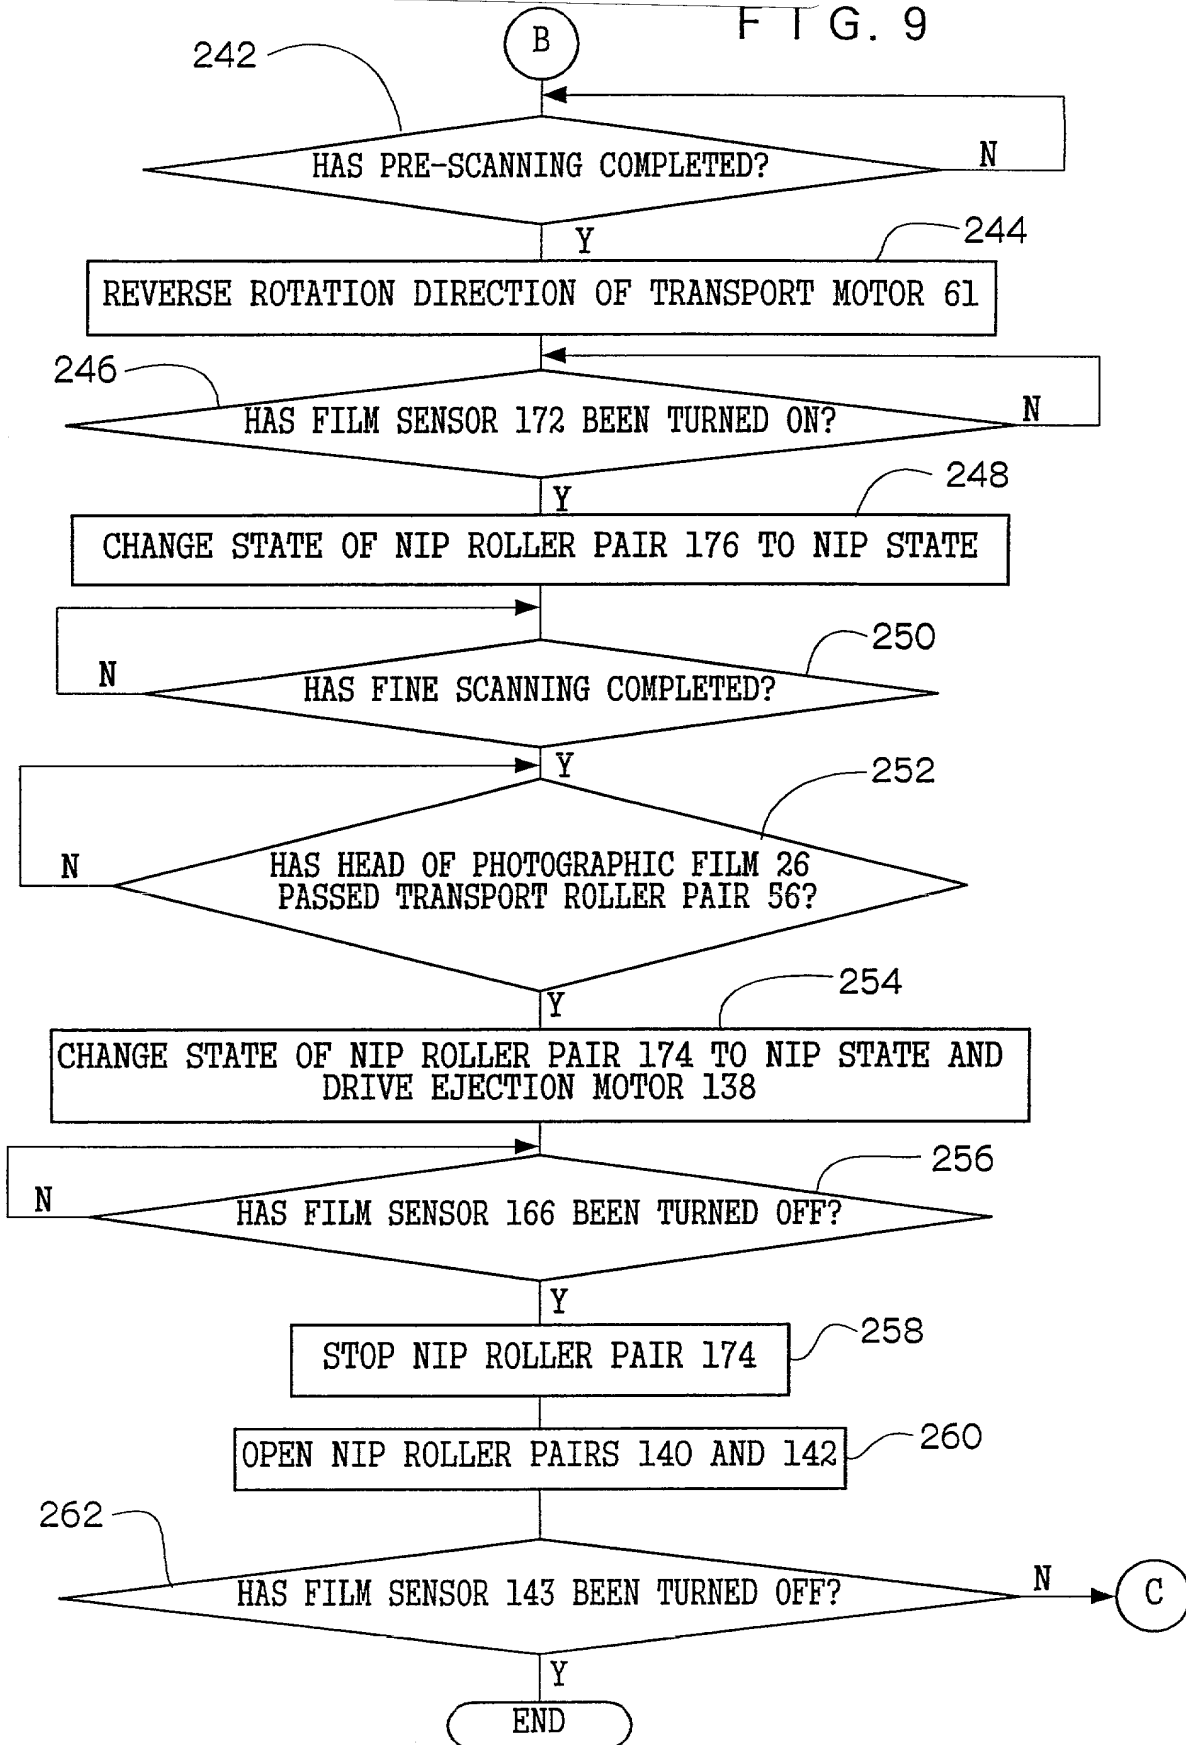 FIG. 9
B
242
HAS PRE-SCANNING COMPLETED?
N
Y
244
REVERSE ROTATION DIRECTION OF TRANSPORT MOTOR 61
246
HAS FILM SENSOR 172 BEEN TURNED ON?
N
Y
248
CHANGE STATE OF NIP ROLLER PAIR 176 TO NIP STATE
250
N
HAS FINE SCANNING COMPLETED?
Y
252
N
HAS HEAD OF PHOTOGRAPHIC FILM 26
PASSED TRANSPORT ROLLER PAIR 56?
Y
254
CHANGE STATE OF NIP ROLLER PAIR 174 TO NIP STATE AND
DRIVE EJECTION MOTOR 138
256
N
HAS FILM SENSOR 166 BEEN TURNED OFF?
Y
258
STOP NIP ROLLER PAIR 174
260
OPEN NIP ROLLER PAIRS 140 AND 142
262
HAS FILM SENSOR 143 BEEN TURNED OFF?
N
C
Y
END